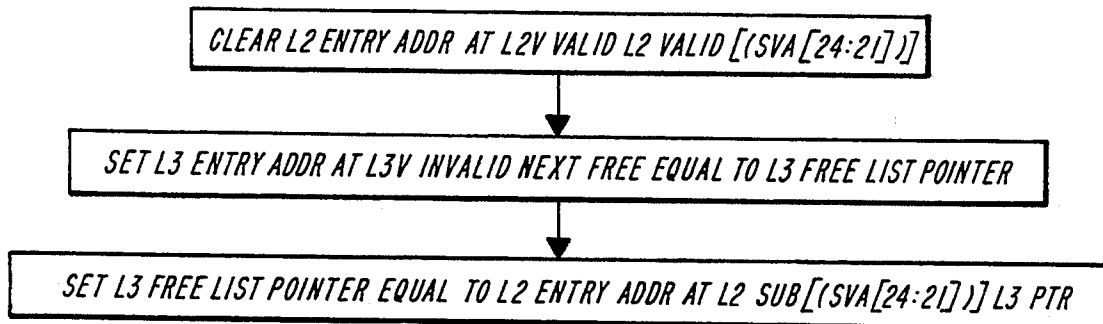 CLEAR L2 ENTRY ADDR AT L2V VALID L2 VALID [(SVA[24:21])]
SET L3 ENTRY ADDR AT L3V INVALID NEXT FREE EQUAL TO L3 FREE LIST POINTER
SET L3 FREE LIST POINTER EQUAL TO L2 ENTRY ADDR AT L2 SUB[(SVA[24:21])] L3 PTR